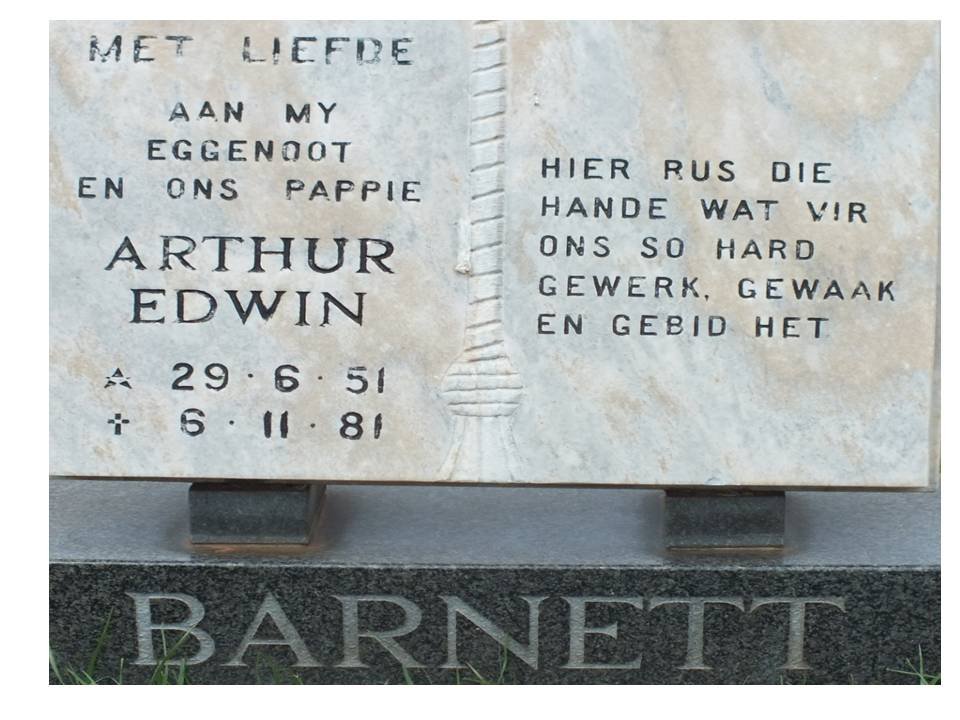 MET LIEFDE
AAN MY
EGGENOOT
EN ONS PAPPIE
ARTHUR
EDWIN
☆ 29·6·51
✝ 6·11·81
HIER RUS DIE
HANDE WAT VIR
ONS SO HARD
GEWERK, GEWAAK
EN GEBID HET
BARNETT